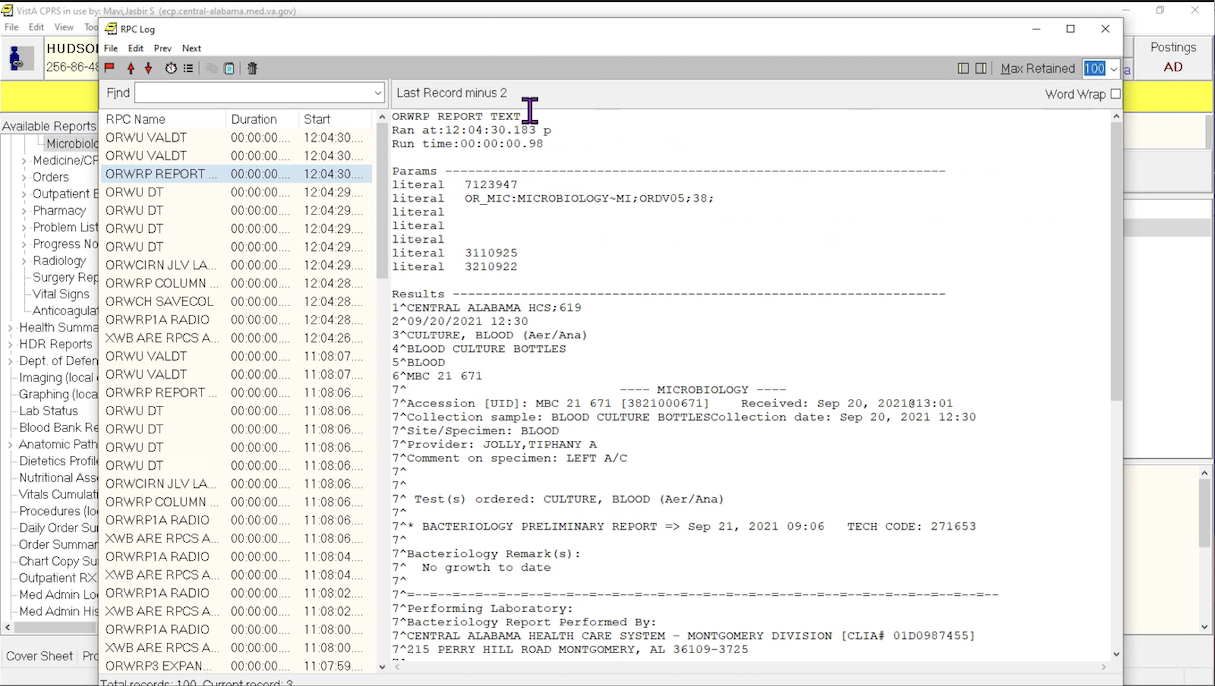 VistA CPRS in use by: Mavi,Jasbir S (ecp.central-alabama.med.va.gov)
File Edit View Too
HUDSO
256-86-48
Postings
AD
a
Available Reports
Microbiolo
Medicine/CP
Orders
Outpatient E
Pharmacy
Problem List
Progress No
Radiology
Surgery Rep
Vital Signs
Anticoagulat
Health Summa
HDR Reports
Dept. of Defen
Imaging (local
Graphing (loca
Lab Status
Blood Bank Re
Anatomic Path
Dietetics Profile
Nutritional Asse
Vitals Cumulati
Procedures (loc
Daily Order Su
Order Summar
Chart Copy Su
Outpatient RX
Med Admin Lo
Med Admin His
Cover Sheet Pro
RPC Log
File Edit Prev Next
Max Retained 100
Find
Last Record minus 2
Word Wrap
RPC Name Duration Start
ORWU VALDT 00:00:00.... 12:04:30....
ORWU VALDT 00:00:00.... 12:04:30....
ORWRP REPORT ... 00:00:00.... 12:04:30....
ORWU DT 00:00:00.... 12:04:29....
ORWU DT 00:00:00.... 12:04:29....
ORWU DT 00:00:00.... 12:04:29....
ORWU DT 00:00:00.... 12:04:29....
ORWCIRN JLV LA... 00:00:00.... 12:04:29....
ORWRP COLUMN ... 00:00:00.... 12:04:28....
ORWCH SAVECOL 00:00:00.... 12:04:28....
ORWRP1A RADIO 00:00:00.... 12:04:28....
XWB ARE RPCS A... 00:00:00.... 12:04:26....
ORWU VALDT 00:00:00.... 11:08:07....
ORWU VALDT 00:00:00.... 11:08:07....
ORWRP REPORT ... 00:00:00.... 11:08:06....
ORWU DT 00:00:00.... 11:08:06....
ORWU DT 00:00:00.... 11:08:06....
ORWU DT 00:00:00.... 11:08:06....
ORWU DT 00:00:00.... 11:08:06....
ORWCIRN JLV LA... 00:00:00.... 11:08:06....
ORWRP COLUMN ... 00:00:00.... 11:08:06....
ORWRP1A RADIO 00:00:00.... 11:08:06....
XWB ARE RPCS A... 00:00:00.... 11:08:06....
ORWRP1A RADIO 00:00:00.... 11:08:04....
XWB ARE RPCS A... 00:00:00.... 11:08:04....
ORWRP1A RADIO 00:00:00.... 11:08:02....
XWB ARE RPCS A... 00:00:00.... 11:08:02....
ORWRP1A RADIO 00:00:00.... 11:08:00....
XWB ARE RPCS A... 00:00:00.... 11:08:00....
ORWRP3 EXPAN... 00:00:00.... 11:07:59....
Total records: 100 Current record: 3
ORWRP REPORT TEXT
Ran at:12:04:30.183 p
Run time:00:00:00.98
Params ------------------------------------------------------------------
literal 7123947
literal OR_MIC:MICROBIOLOGY~MI;ORDV05;38;
literal
literal
literal
literal 3110925
literal 3210922
Results -----------------------------------------------------------------
1^CENTRAL ALABAMA HCS;619
2^09/20/2021 12:30
3^CULTURE, BLOOD (Aer/Ana)
4^BLOOD CULTURE BOTTLES
5^BLOOD
6^MBC 21 671
7^ ---- MICROBIOLOGY ----
7^Accession [UID]: MBC 21 671 [3821000671] Received: Sep 20, 2021@13:01
7^Collection sample: BLOOD CULTURE BOTTLESCollection date: Sep 20, 2021 12:30
7^Site/Specimen: BLOOD
7^Provider: JOLLY,TIPHANY A
7^Comment on specimen: LEFT A/C
7^
7^
7^ Test(s) ordered: CULTURE, BLOOD (Aer/Ana)
7^
7^* BACTERIOLOGY PRELIMINARY REPORT => Sep 21, 2021 09:06 TECH CODE: 271653
7^
7^Bacteriology Remark(s):
7^ No growth to date
7^
7^=--=--=--=--=--=--=--=--=--=--=--=--=--=--=--=--=--=--=--=--=--=--=--=--=--
7^Performing Laboratory:
7^Bacteriology Report Performed By:
7^CENTRAL ALABAMA HEALTH CARE SYSTEM - MONTGOMERY DIVISION [CLIA# 01D0987455]
7^215 PERRY HILL ROAD MONTGOMERY, AL 36109-3725
7^